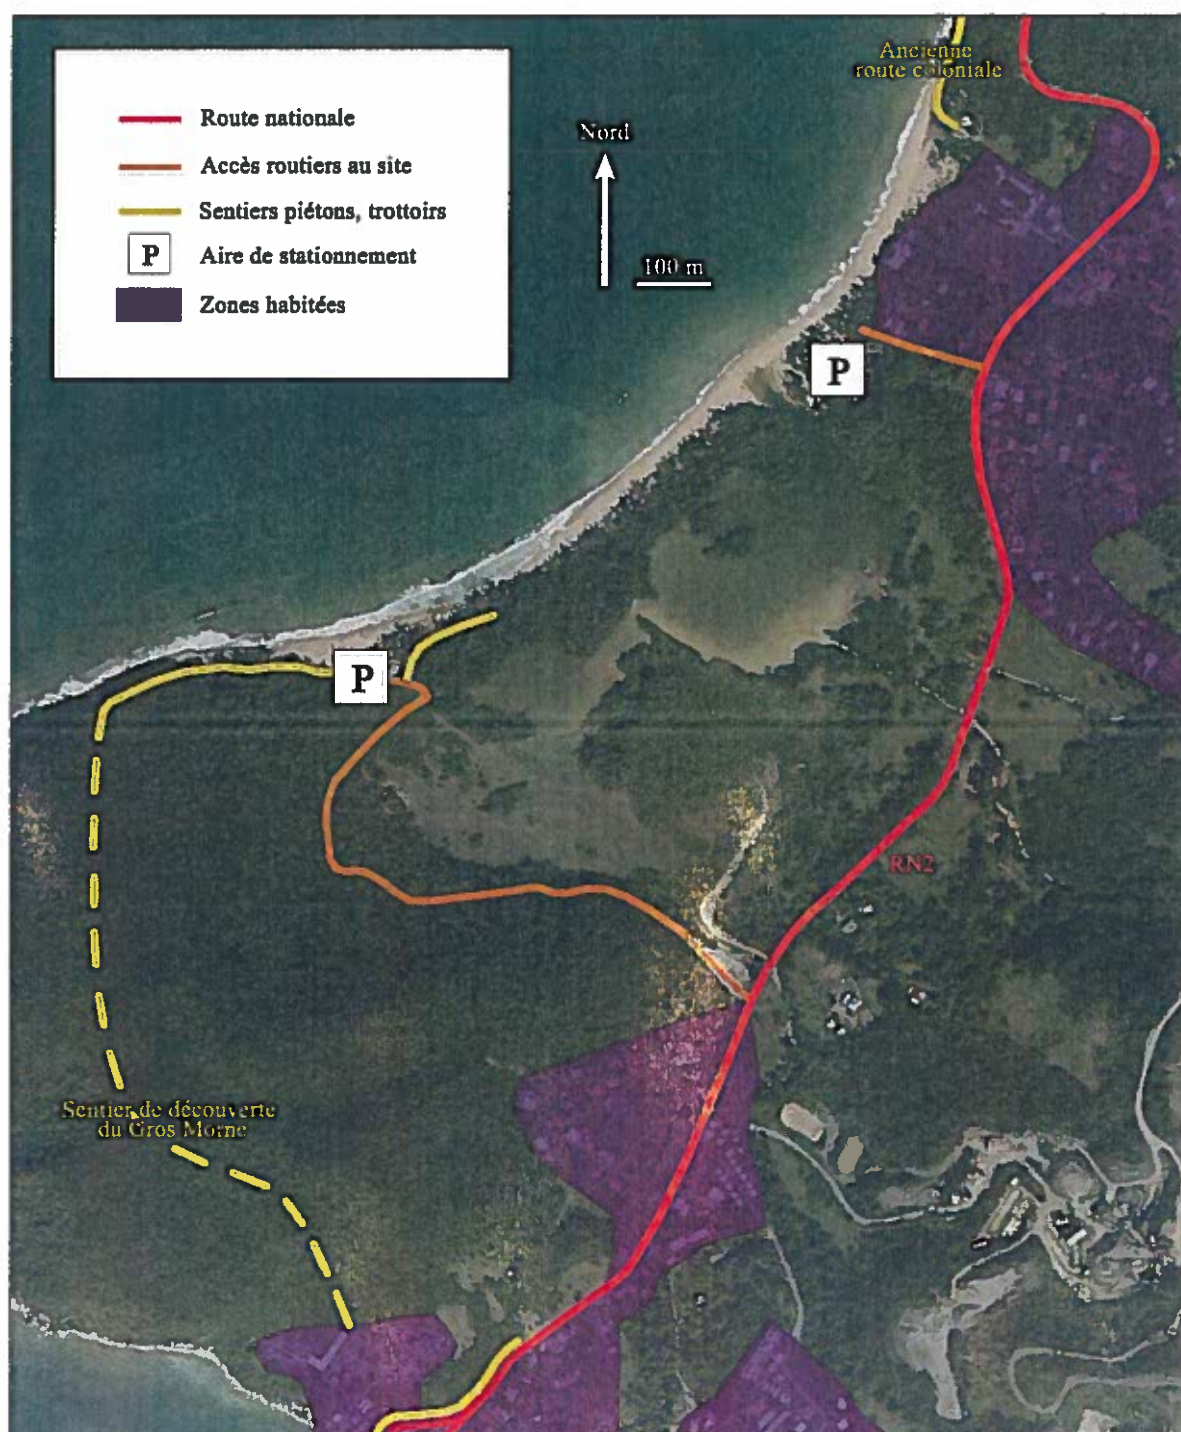 Ancienne
route coloniale
Route nationale
Accès routiers au site
Sentiers piétons, trottoirs
P
Aire de stationnement
Zones habitées
Nord
100 m
P
P
RN2
Sentier de découverte
du Gros Morne